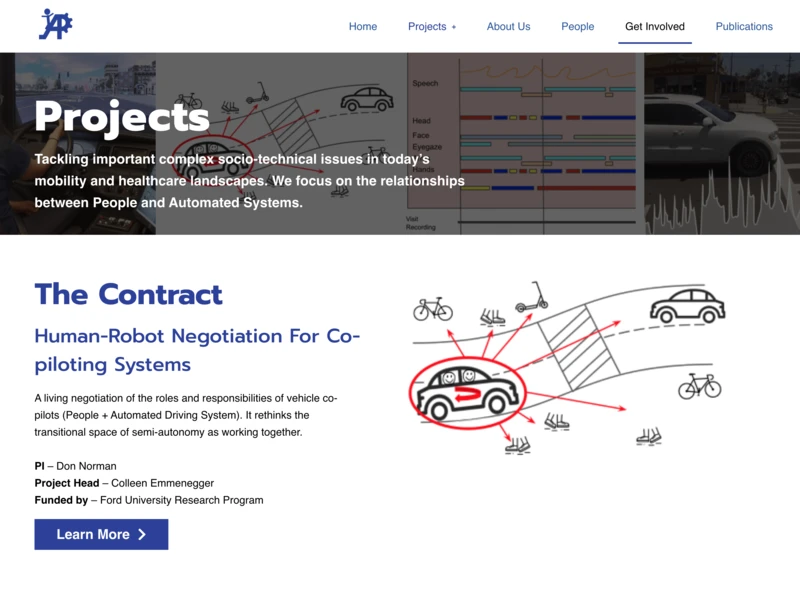 Home
Projects +
About Us
People
Get Involved
Publications
Projects
Tackling important complex socio-technical issues in today's
mobility and healthcare landscapes. We focus on the relationships
between People and Automated Systems.
Speech
Head
Face
Eyegaze
Hands
Visit
Recording
The Contract
Human-Robot Negotiation For Co-
piloting Systems
A living negotiation of the roles and responsibilities of vehicle co-
pilots (People + Automated Driving System). It rethinks the
transitional space of semi-autonomy as working together.
PI – Don Norman
Project Head – Colleen Emmenegger
Funded by – Ford University Research Program
Learn More